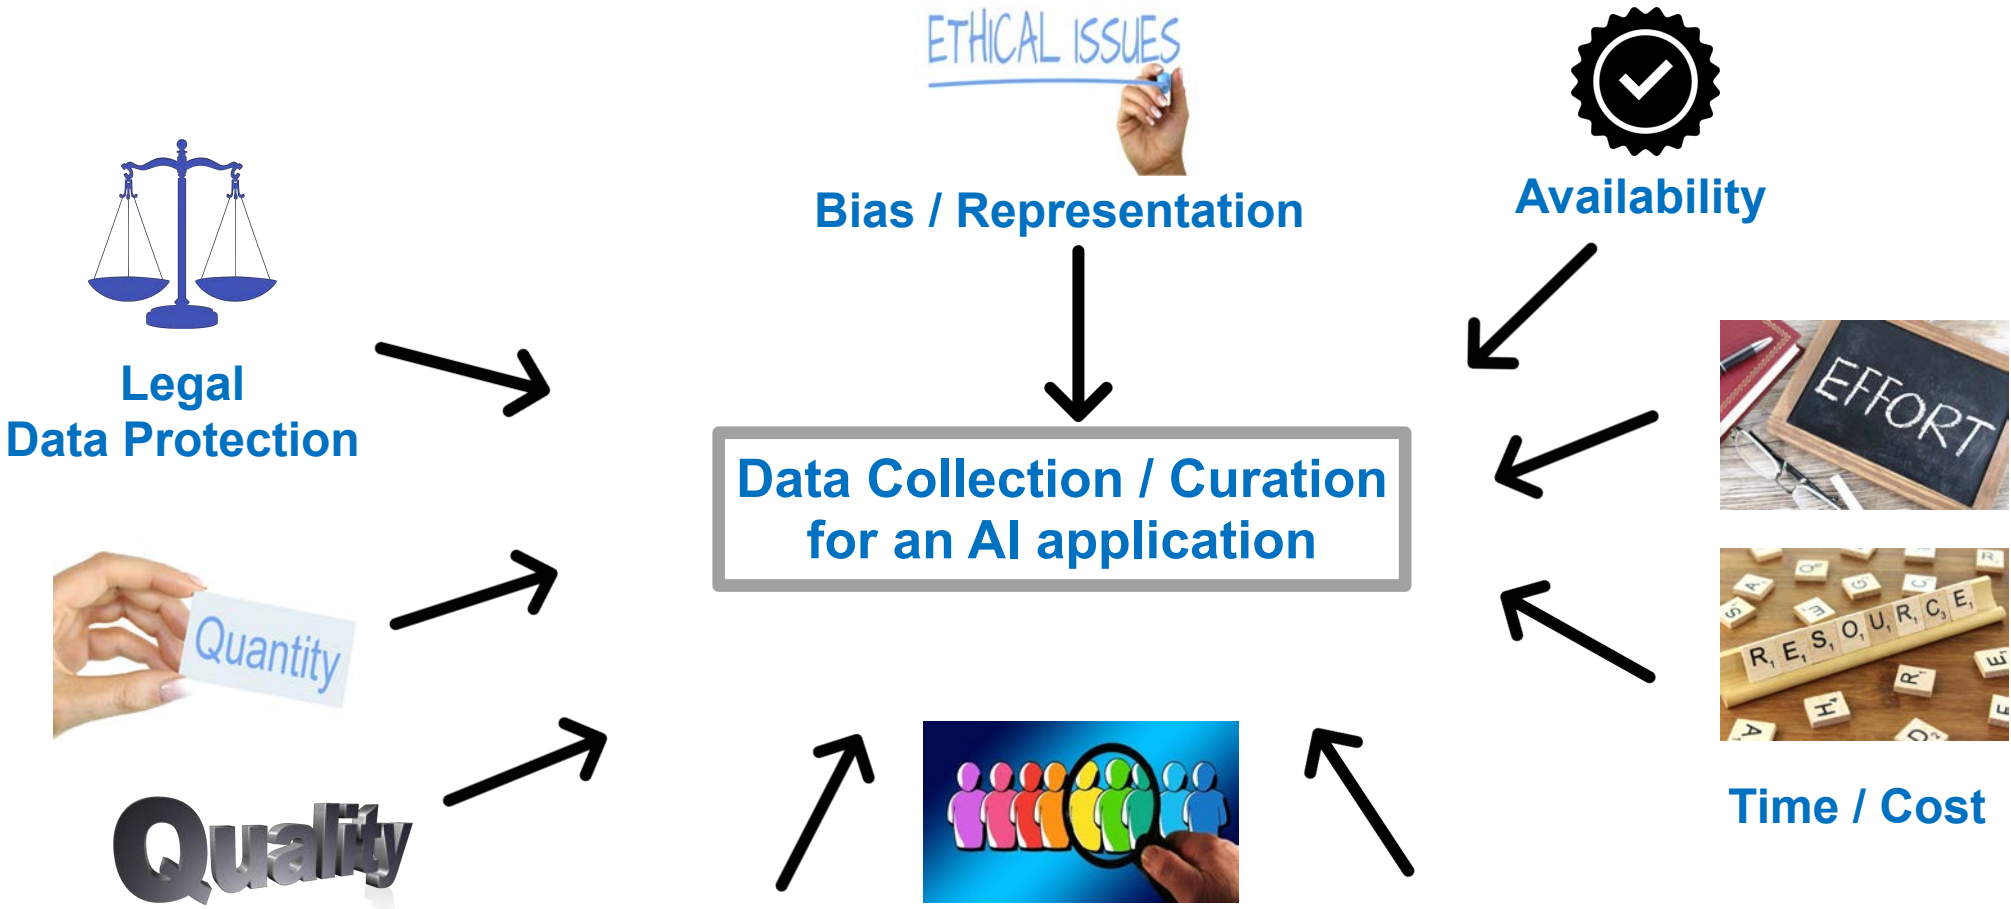 ETHICAL ISSUES
Bias / Representation
Availability
Legal
Data Protection
Data Collection / Curation
for an AI application
EFFORT
Quantity
RESOURCE
Quality
Time / Cost